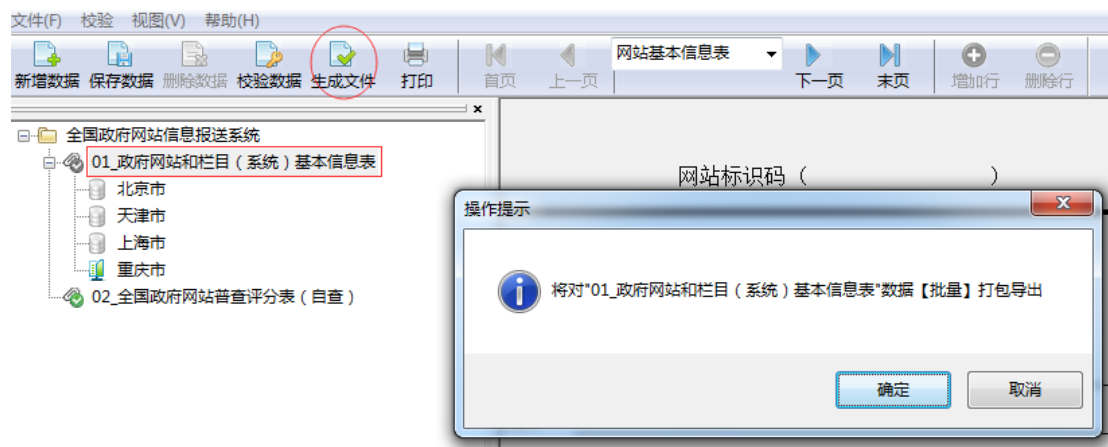 文件(F) 校验 视图(V) 帮助(H)
新增数据 保存数据 删除数据 校验数据 生成文件 打印 首页 上一页 网站基本信息表 下一页 末页 增加行 删除行
全国政府网站信息报送系统
01_政府网站和栏目（系统）基本信息表
北京市
天津市
上海市
重庆市
02_全国政府网站普查评分表（自查）
网站标识码（ ）
操作提示
将对"01_政府网站和栏目（系统）基本信息表"数据【批量】打包导出
确定 取消